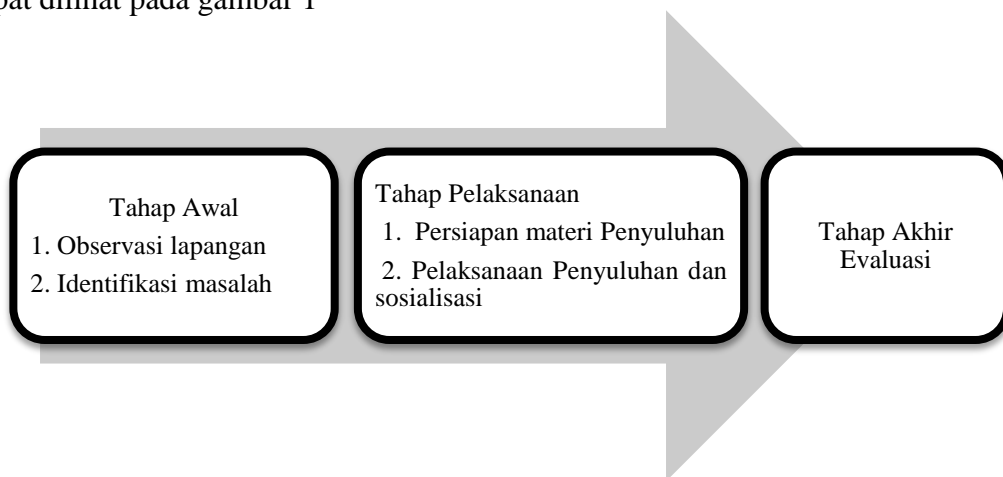 dilihat pada gambar 1
Tahap Awal
1. Observasi lapangan
2. Identifikasi masalah
Tahap Pelaksanaan
1. Persiapan materi Penyuluhan
2. Pelaksanaan Penyuluhan dan
sosialisasi
Tahap Akhir
Evaluasi